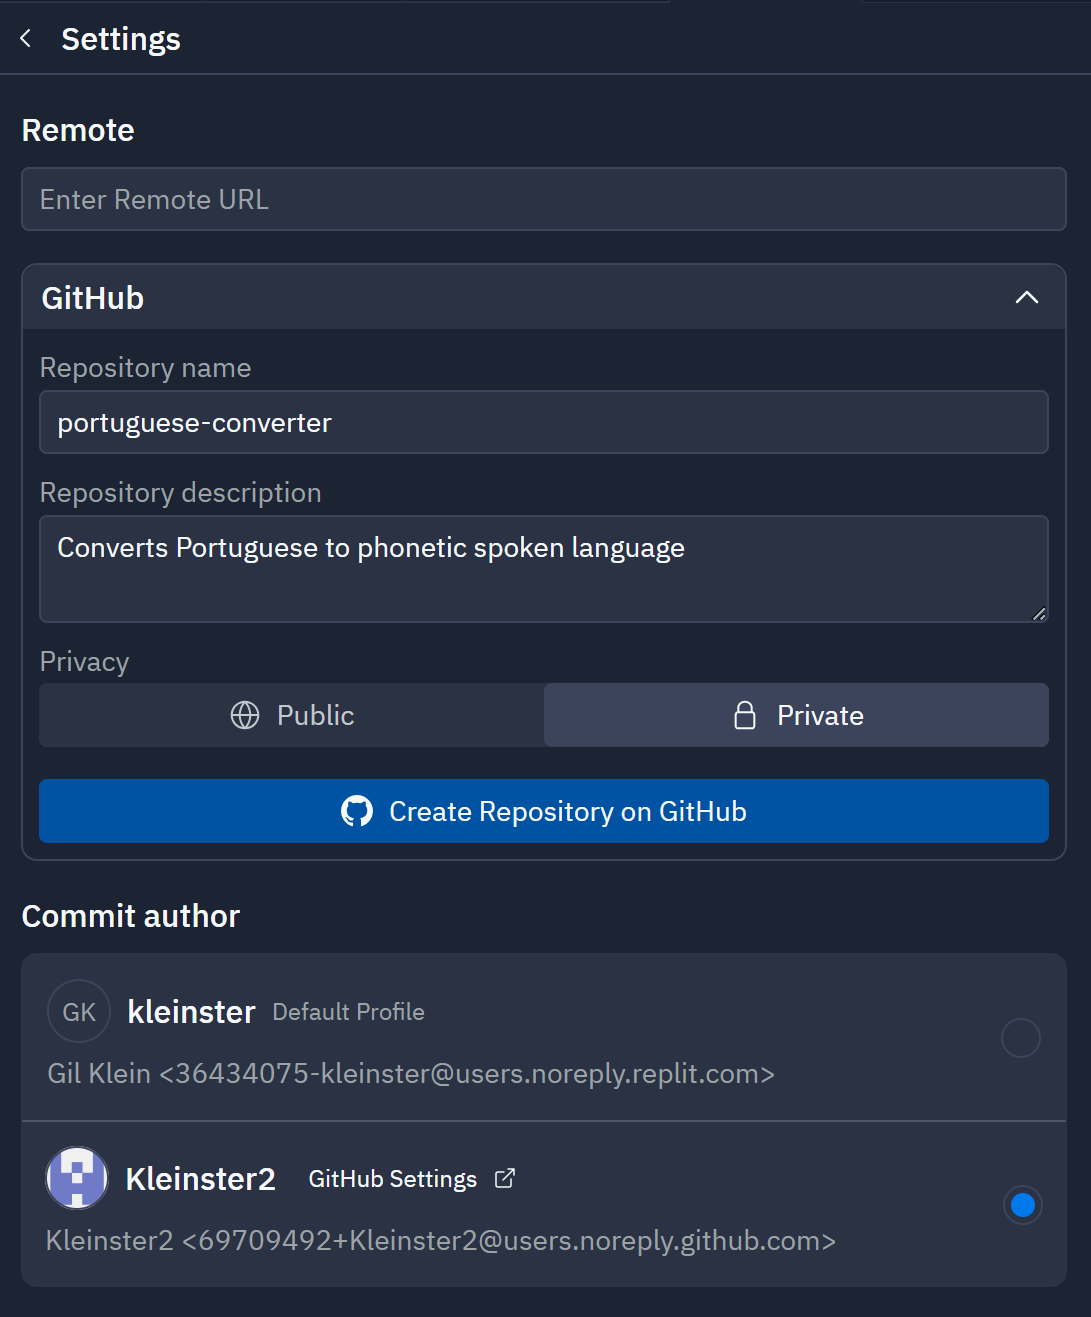 Settings
Remote
Enter Remote URL
GitHub
Repository name
portuguese-converter
Repository description
Converts Portuguese to phonetic spoken language
Privacy
Public
Private
Create Repository on GitHub
Commit author
GK kleinster Default Profile
Gil Klein <36434075-kleinster@users.noreply.replit.com>
Kleinster2 GitHub Settings
Kleinster2 <69709492+Kleinster2@users.noreply.github.com>